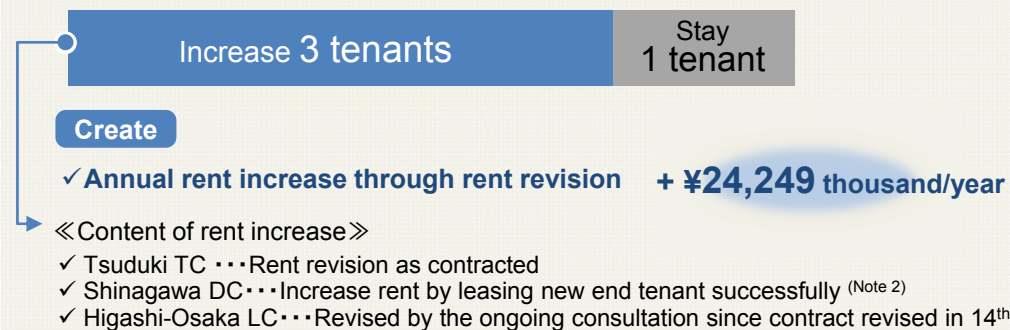 Increase 3 tenants
Stay
1 tenant
Create
✓Annual rent increase through rent revision + ¥24,249 thousand/year
≪Content of rent increase≫
✓ Tsuduki TC ・・・Rent revision as contracted
✓ Shinagawa DC・・・Increase rent by leasing new end tenant successfully (Note 2)
✓ Higashi-Osaka LC・・・Revised by the ongoing consultation since contract revised in 14th